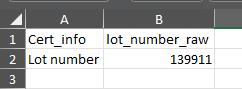 A B
1 Cert_info lot_number_raw
2 Lot number 139911
3